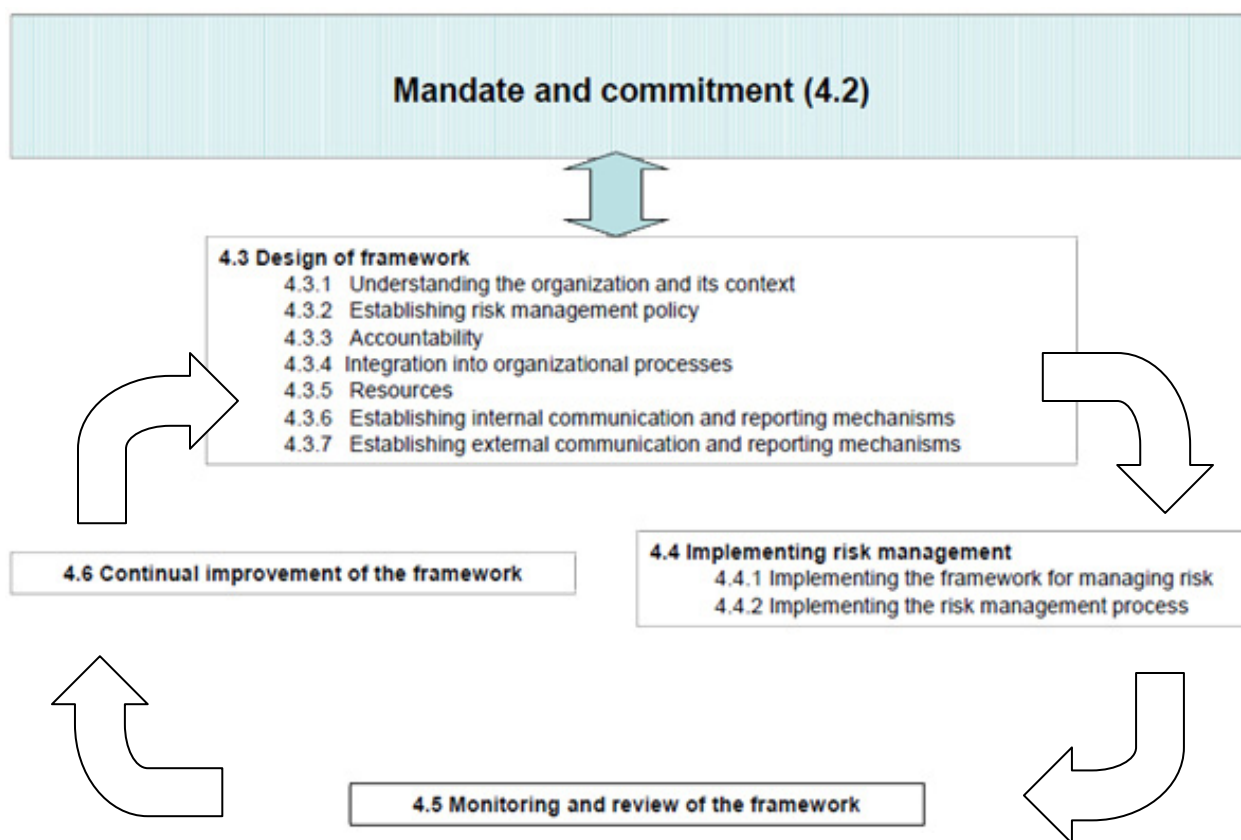 Mandate and commitment (4.2)
4.3 Design of framework
4.3.1 Understanding the organization and its context
4.3.2 Establishing risk management policy
4.3.3 Accountability
4.3.4 Integration into organizational processes
4.3.5 Resources
4.3.6 Establishing internal communication and reporting mechanisms
4.3.7 Establishing external communication and reporting mechanisms
4.4 Implementing risk management
4.4.1 Implementing the framework for managing risk
4.4.2 Implementing the risk management process
4.6 Continual improvement of the framework
4.5 Monitoring and review of the framework